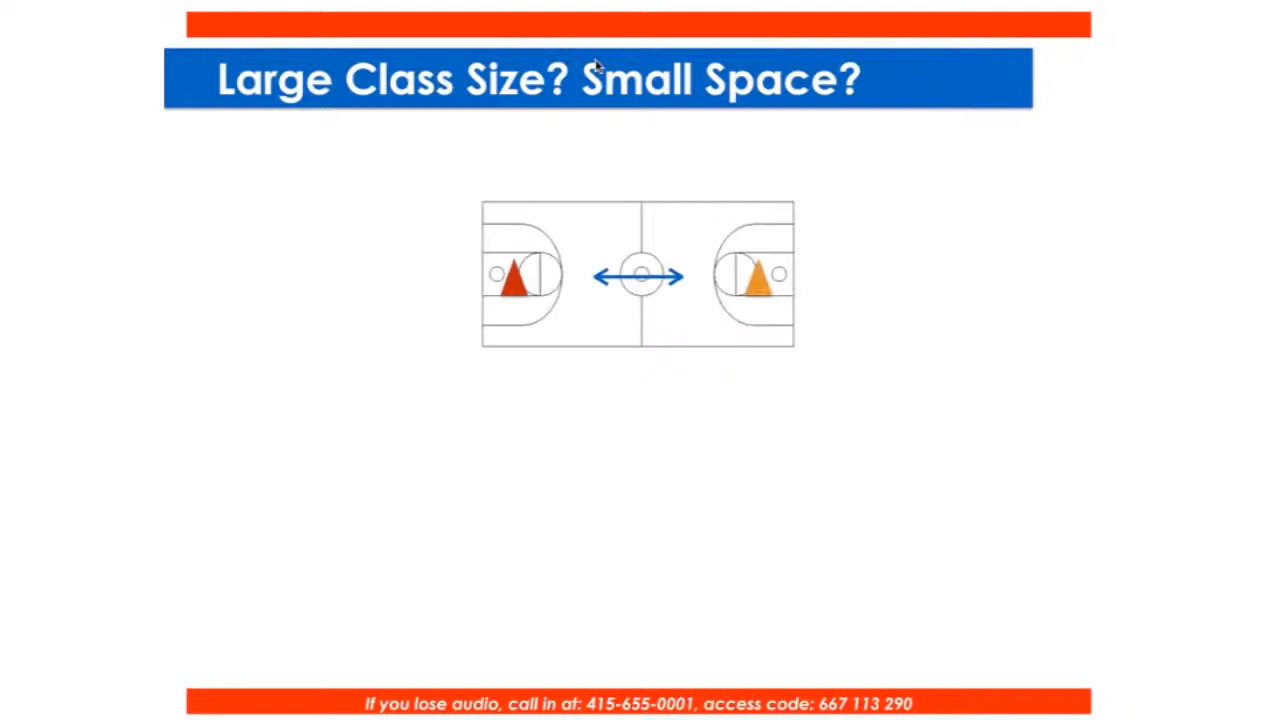 Large Class Size? Small Space?
If you lose audio, call in at: 415-655-0001, access code: 667 113 290